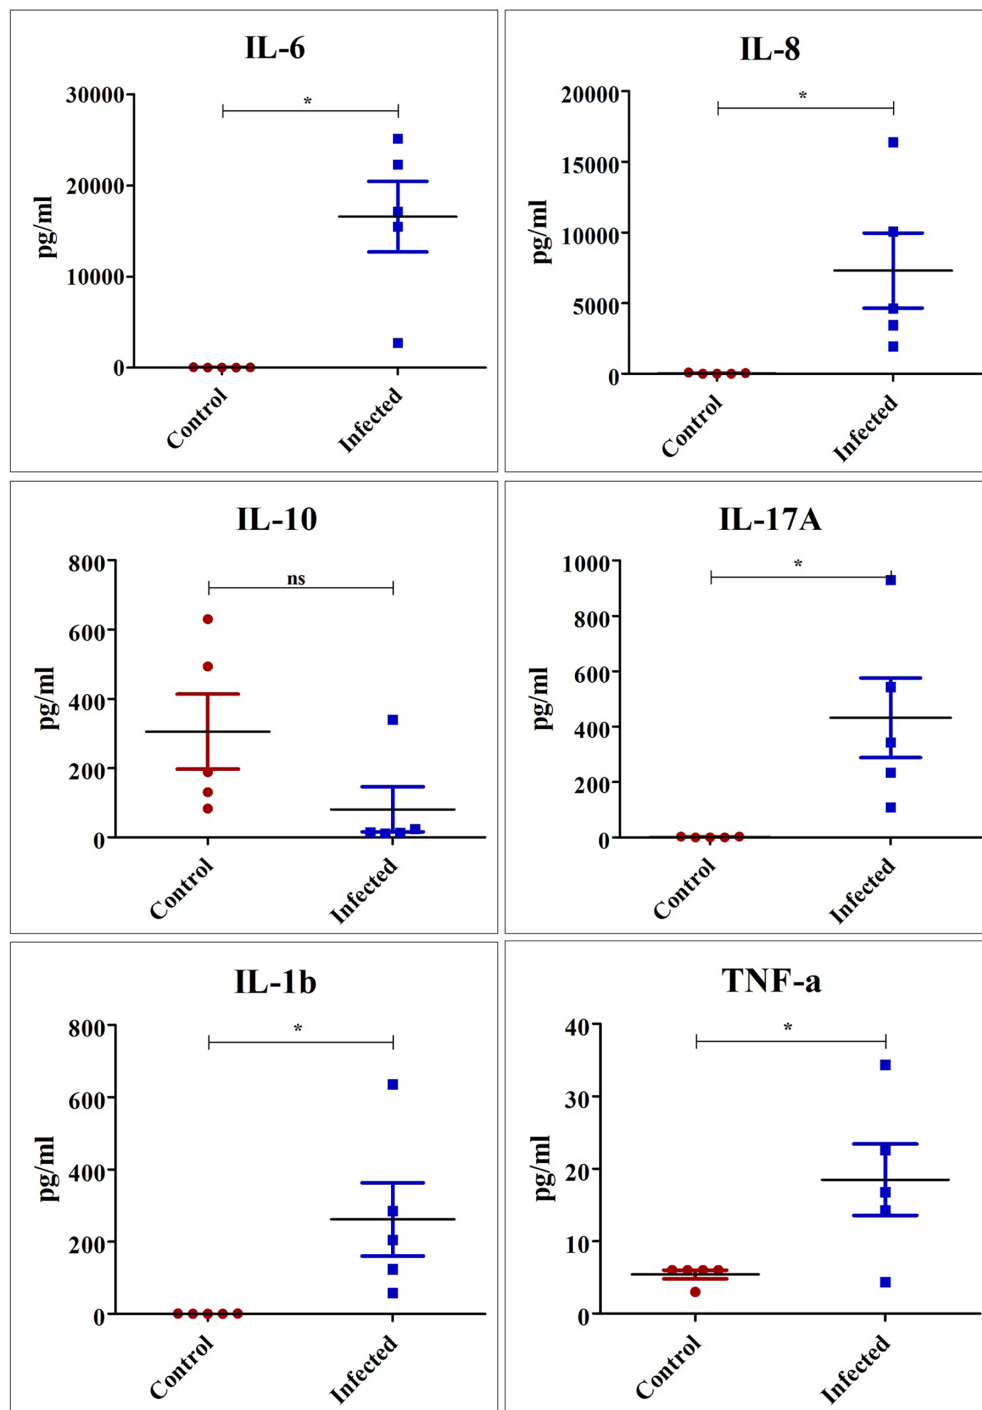 IL-6
30000
20000
10000
0
pg/ml
*
Control
Infected
IL-8
20000
15000
10000
5000
0
pg/ml
*
Control
Infected
IL-10
800
600
400
200
0
pg/ml
ns
Control
Infected
IL-17A
1000
800
600
400
200
0
pg/ml
*
Control
Infected
IL-1b
800
600
400
200
0
pg/ml
*
Control
Infected
TNF-a
40
30
20
10
0
pg/ml
*
Control
Infected